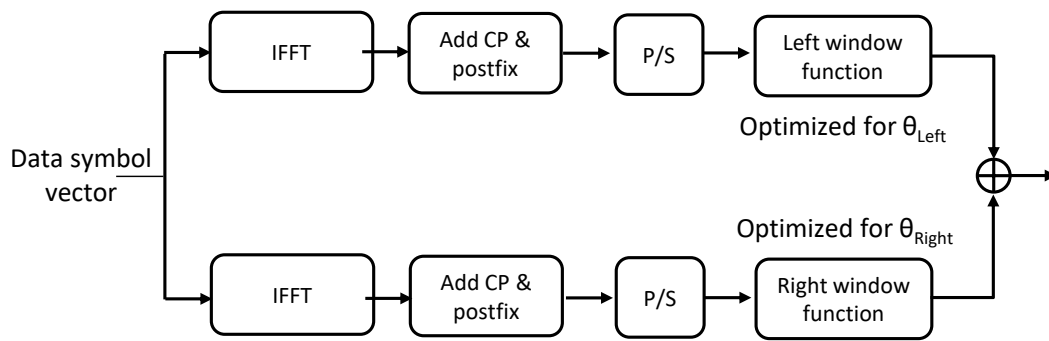 IFFT
Add CP &
postfix
P/S
Left window
function
Optimized for θLeft
Data symbol
vector
Optimized for θRight
IFFT
Add CP &
postfix
P/S
Right window
function